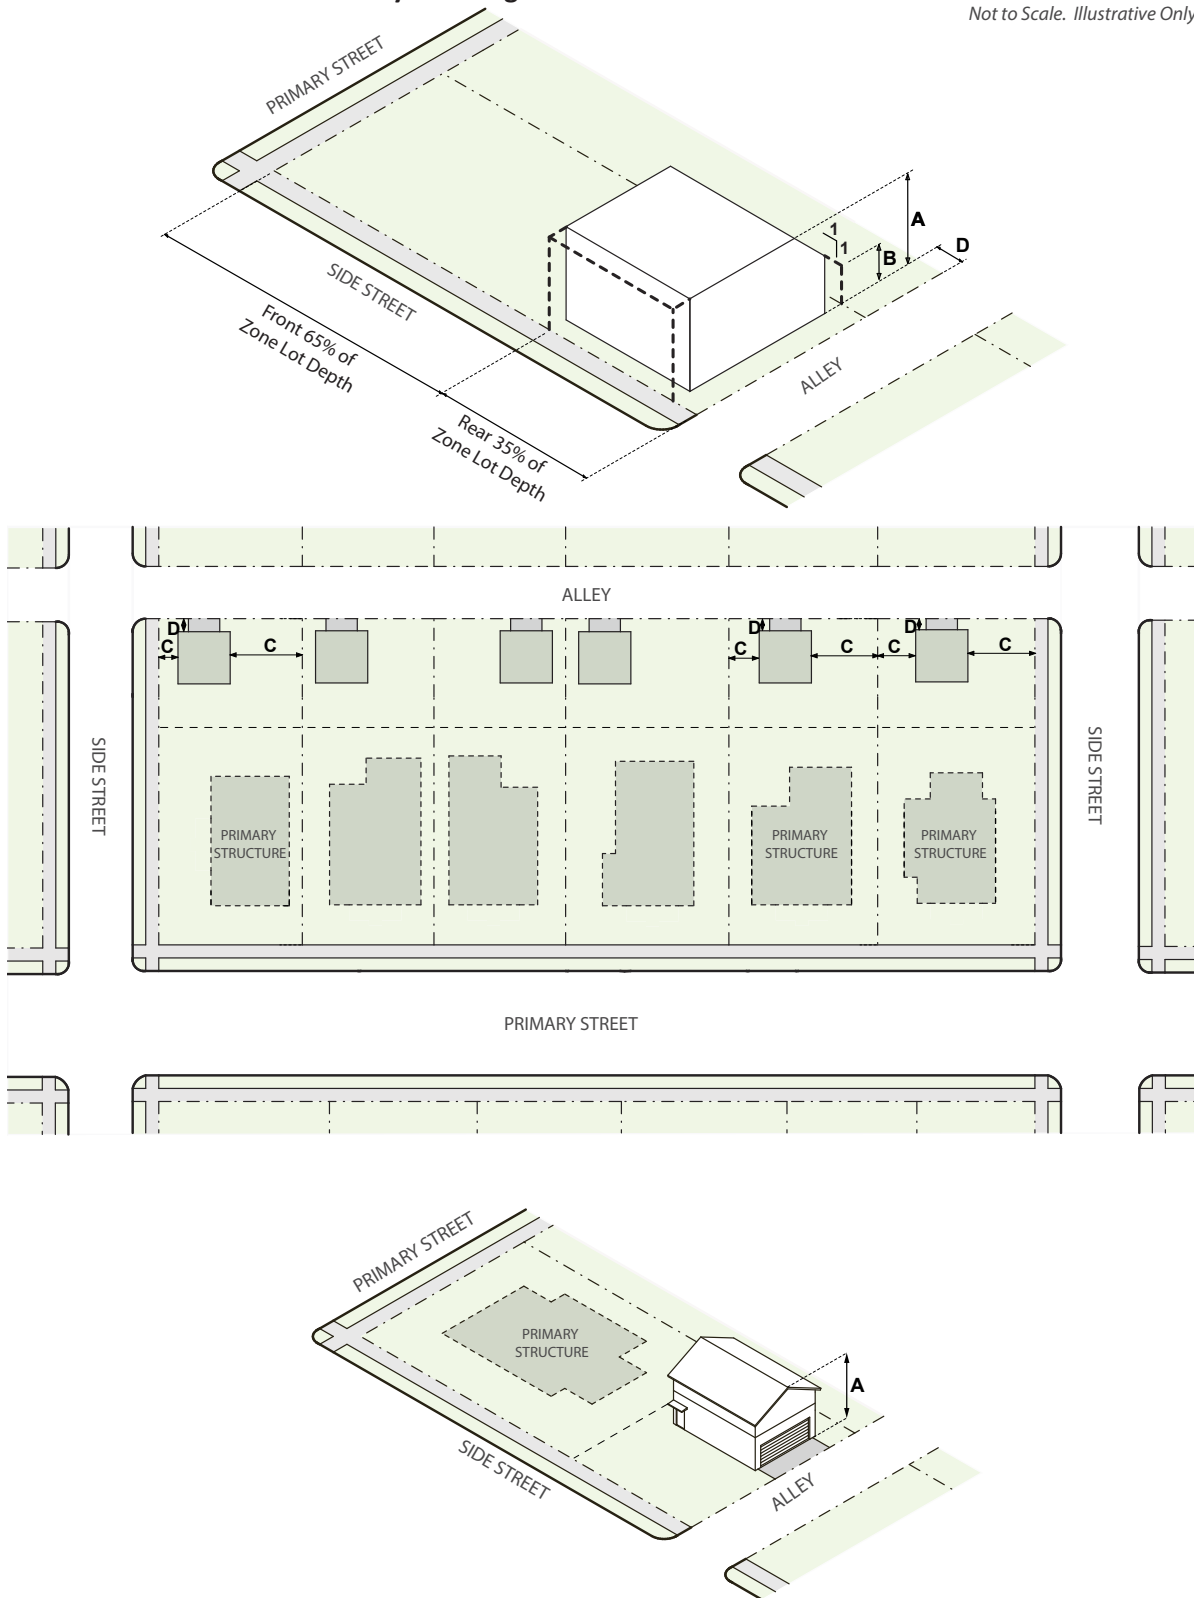 Not to Scale. Illustrative Only
PRIMARY STREET
A
1
1
B
D
SIDE STREET
Front 65% of
Zone Lot Depth
ALLEY
Rear 35% of
Zone Lot Depth
ALLEY
D
C
C
D
C
C
D
C
C
SIDE STREET
SIDE STREET
PRIMARY
STRUCTURE
PRIMARY
STRUCTURE
PRIMARY
STRUCTURE
PRIMARY STREET
PRIMARY STREET
PRIMARY
STRUCTURE
A
SIDE STREET
ALLEY